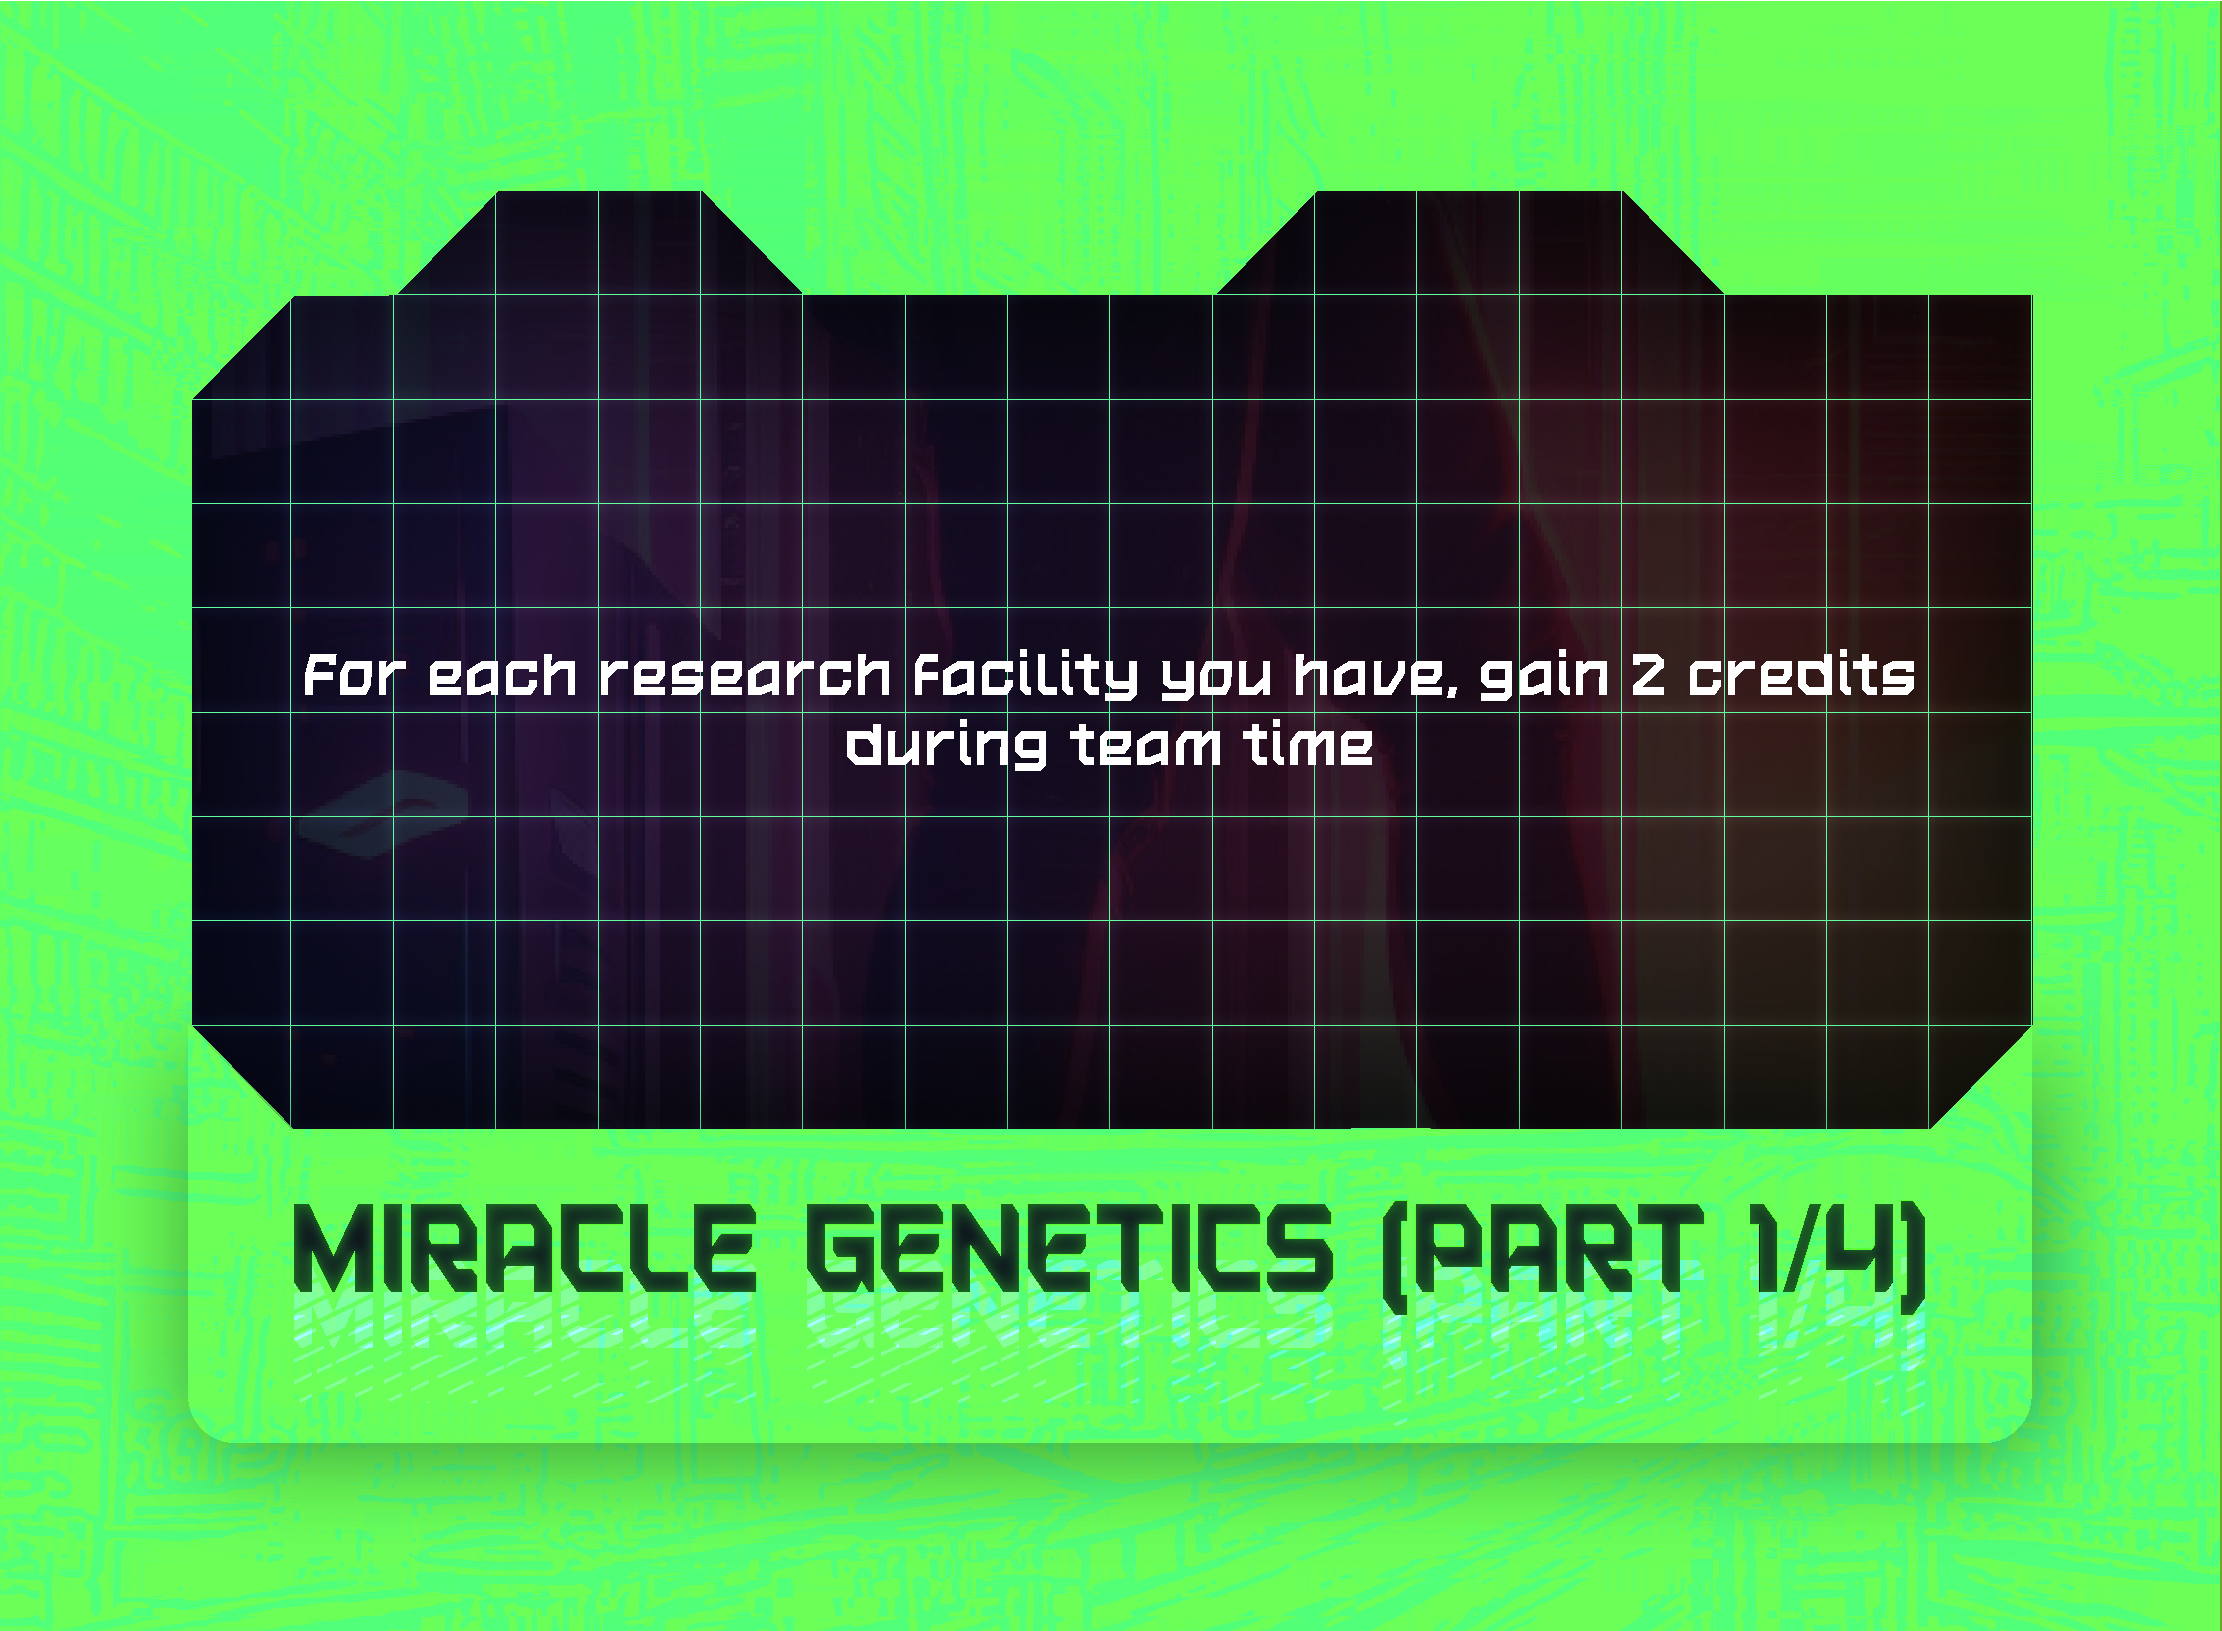 For each research facility you have, gain 2 credits
during team time
MIRACLE GENETICS (PART 1/4)